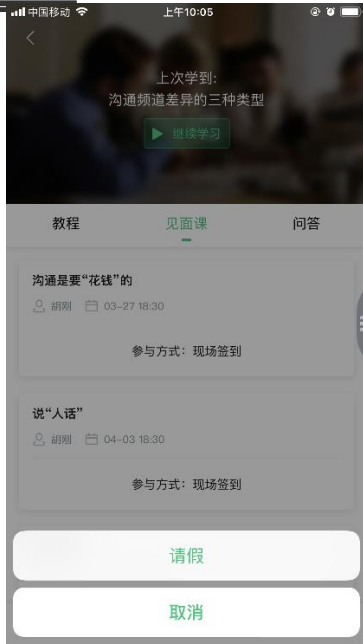 中国移动 上午10:05
上次学到:
沟通频道差异的三种类型
继续学习
教程 见面课 问答
沟通是要“花钱”的
胡刚 03-27 18:30
参与方式：现场签到
说“人话”
胡刚 04-03 18:30
参与方式：现场签到
请假
取消